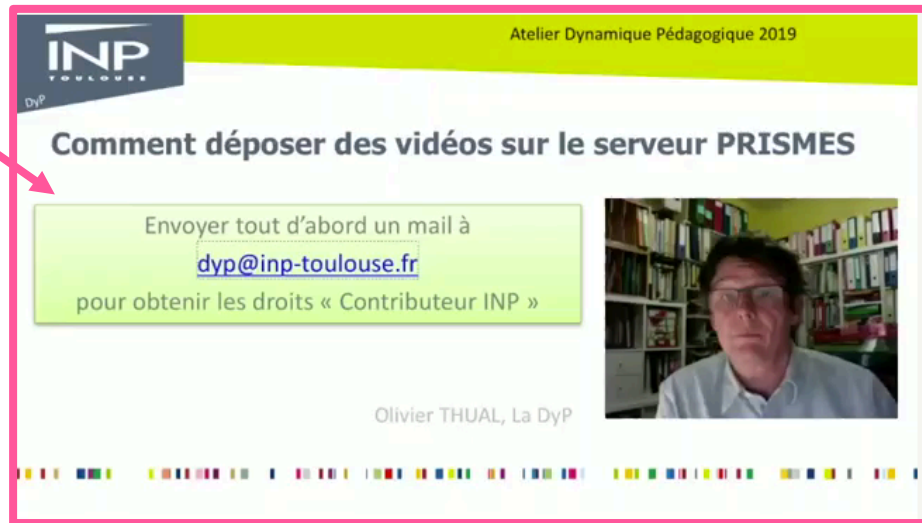 INP
TOULOUSE
DyP
Atelier Dynamique Pédagogique 2019
Comment déposer des vidéos sur le serveur PRISMES
Envoyer tout d’abord un mail à
dyp@inp-toulouse.fr
pour obtenir les droits « Contributeur INP »
Olivier THUAL, La DyP